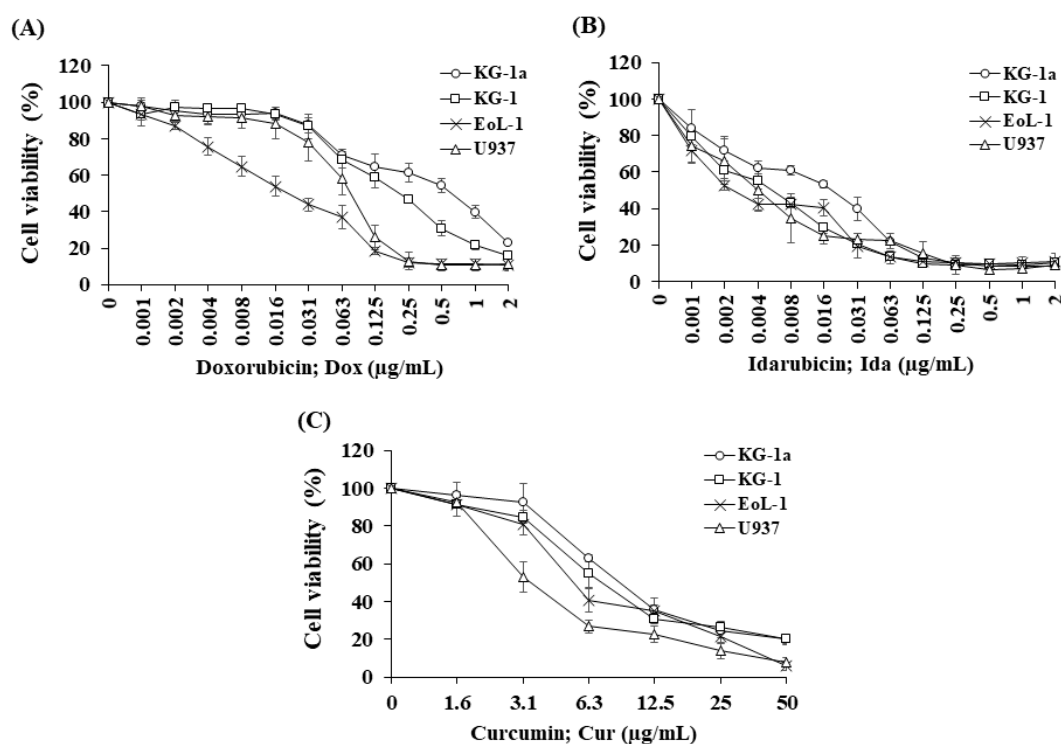 (A)
Cell viability (%)
120
100
80
60
40
20
0
KG-1a
KG-1
EoL-1
U937
0 0.001 0.002 0.004 0.008 0.016 0.031 0.063 0.125 0.25 0.5 1 2
Doxorubicin; Dox (µg/mL)
(B)
Cell viability (%)
120
100
80
60
40
20
0
KG-1a
KG-1
EoL-1
U937
0 0.001 0.002 0.004 0.008 0.016 0.031 0.063 0.125 0.25 0.5 1 2
Idarubicin; Ida (µg/mL)
(C)
Cell viability (%)
120
100
80
60
40
20
0
KG-1a
KG-1
EoL-1
U937
0 1.6 3.1 6.3 12.5 25 50
Curcumin; Cur (µg/mL)